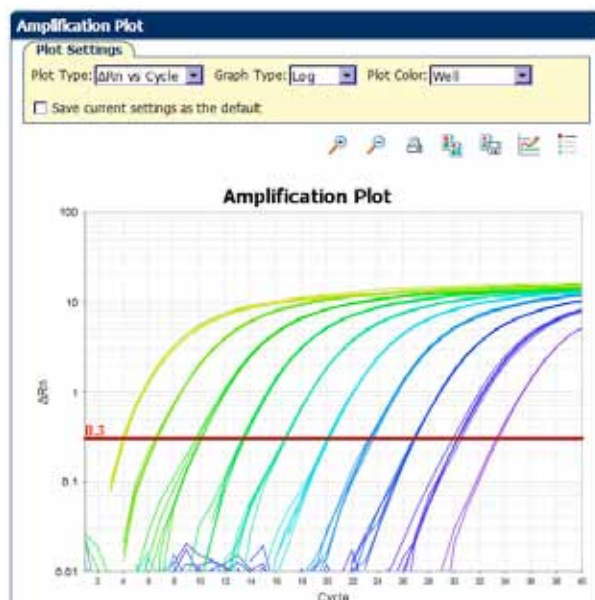 Amplification Plot
Plot Settings
Plot Type: ΔRn vs Cycle Graph Type: Log Plot Color: Well
Save current settings as the default
Amplification Plot
100
10
1
0.1
0.01
ΔRn
0.3
2 4 6 8 10 12 14 16 18 20 22 24 26 28 30 32 34 36 38 40
Cycle